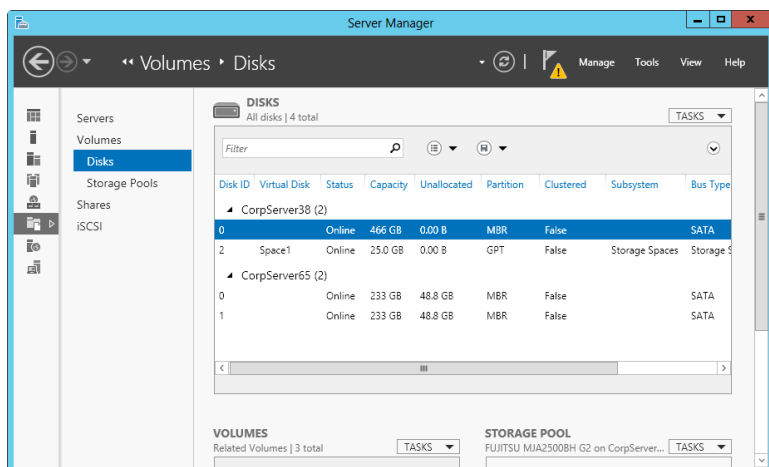 Server Manager
Volumes Disks
Manage Tools View Help
Servers
Volumes
Disks
Storage Pools
Shares
iSCSI
DISKS
All disks | 4 total
TASKS
Filter
Disk ID Virtual Disk Status Capacity Unallocated Partition Clustered Subsystem Bus Type
CorpServer38 (2)
0 Online 466 GB 0.00 B MBR False SATA
2 Space1 Online 25.0 GB 0.00 B GPT False Storage Spaces Storage S
CorpServer65 (2)
0 Online 233 GB 48.8 GB MBR False SATA
1 Online 233 GB 48.8 GB MBR False SATA
VOLUMES
Related Volumes | 3 total
TASKS
STORAGE POOL
FUJITSU MJA2500BH G2 on CorpServer...
TASKS